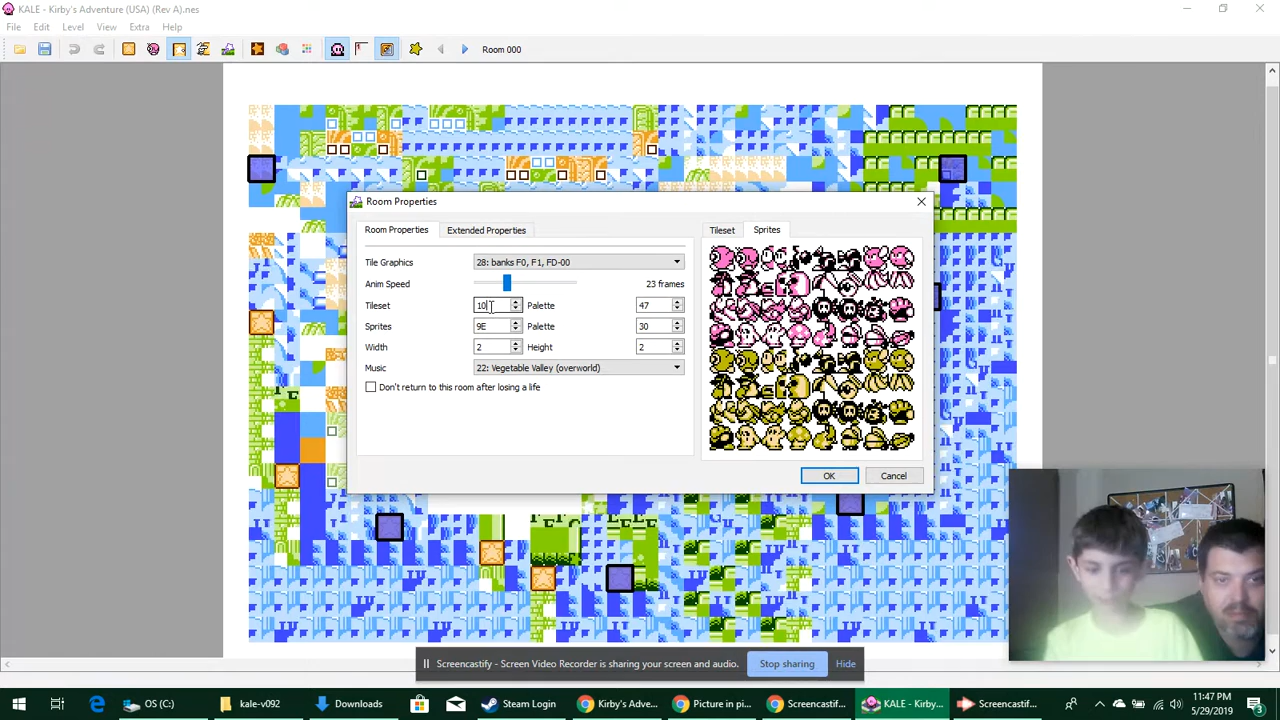 KALE - Kirby's Adventure (USA) (Rev A).nes
File Edit Level View Extra Help
Room 000
Room Properties
Room Properties Extended Properties Tileset Sprites
Tile Graphics 28: banks F0, F1, FD-00
Anim Speed 23 frames
Tileset 10 Palette 47
Sprites 9E Palette 30
Width 2 Height 2
Music 22: Vegetable Valley (overworld)
Don't return to this room after losing a life
OK Cancel
Screencastify - Screen Video Recorder is sharing your screen and audio. Stop sharing Hide
OS (C:) kale-v092 Downloads Steam Login Kirby's Adve... Picture in pi... Screencastif... KALE - Kirby... Screencastif...
11:47 PM
5/29/2019
3